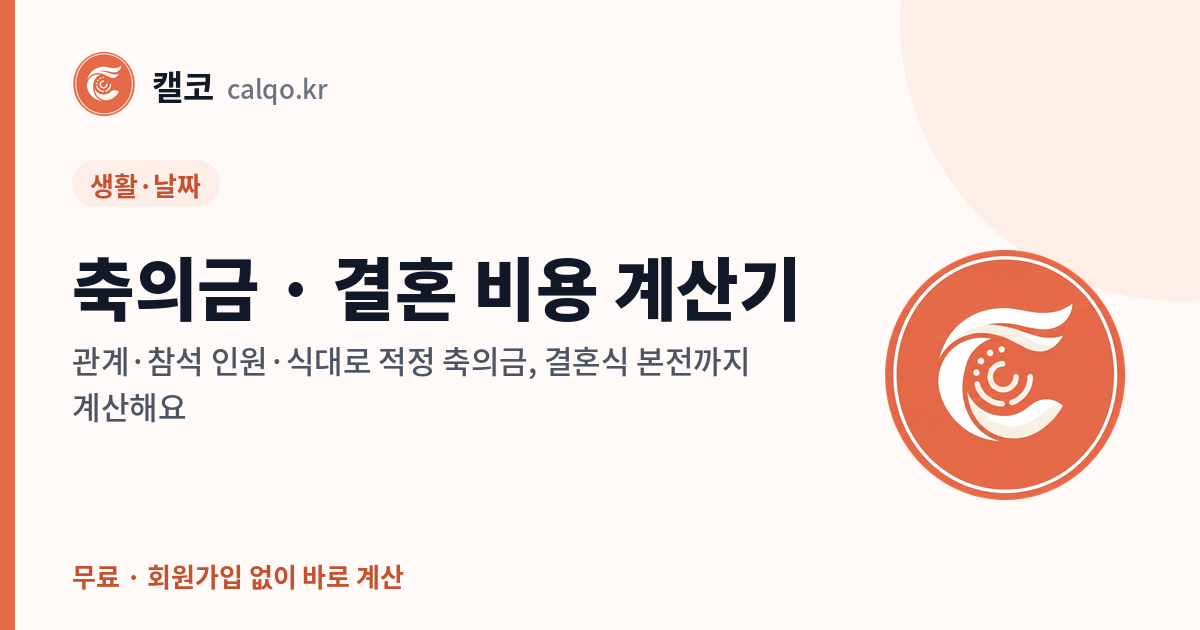 캘코 calqo.kr
생활·날짜
축의금 · 결혼 비용 계산기
관계·참석 인원·식대로 적정 축의금, 결혼식 본전까지
계산해요
무료 · 회원가입 없이 바로 계산